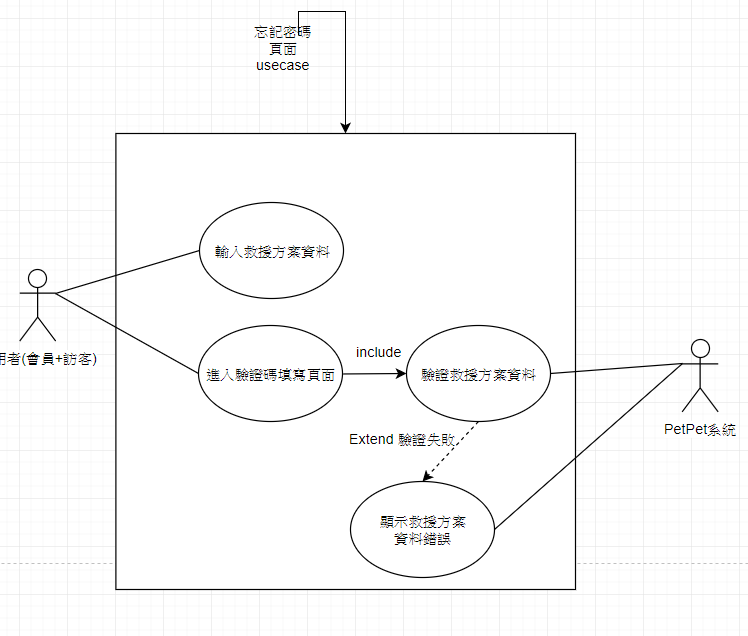 忘記密碼
頁面
usecase
輸入救援方案資料
用者(會員+訪客)
進入驗證碼填寫頁面
include
驗證救援方案資料
PetPet系統
Extend 驗證失敗
顯示救援方案
資料錯誤